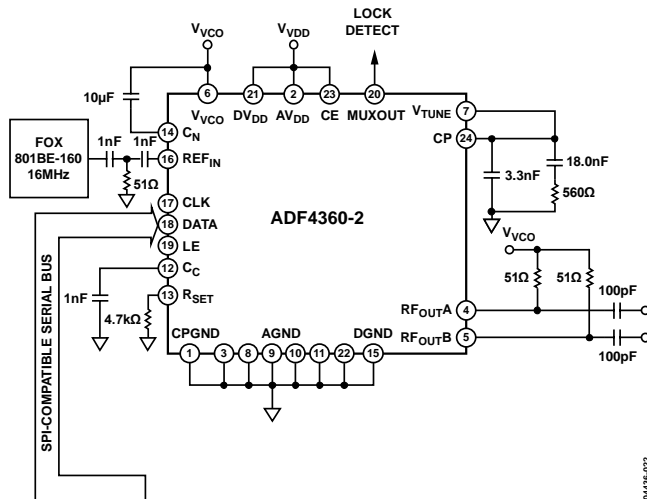 LOCK
DETECT
VVCO
VVDD
10µF
6
21
2
23
20
VVCO
DVDD
AVDD
CE
MUXOUT
VTUNE
7
CP
24
14
CN
FOX
801BE-160
16MHz
1nF
1nF
16
REFIN
51Ω
18.0nF
3.3nF
560Ω
17
CLK
18
DATA
19
LE
ADF4360-2
12
CC
13
RSET
1nF
4.7kΩ
VVCO
51Ω
51Ω
100pF
RFOUTA
4
RFOUTB
5
100pF
CPGND
AGND
DGND
1
3
8
9
10
11
22
15
SPI-COMPATIBLE SERIAL BUS
04436-023